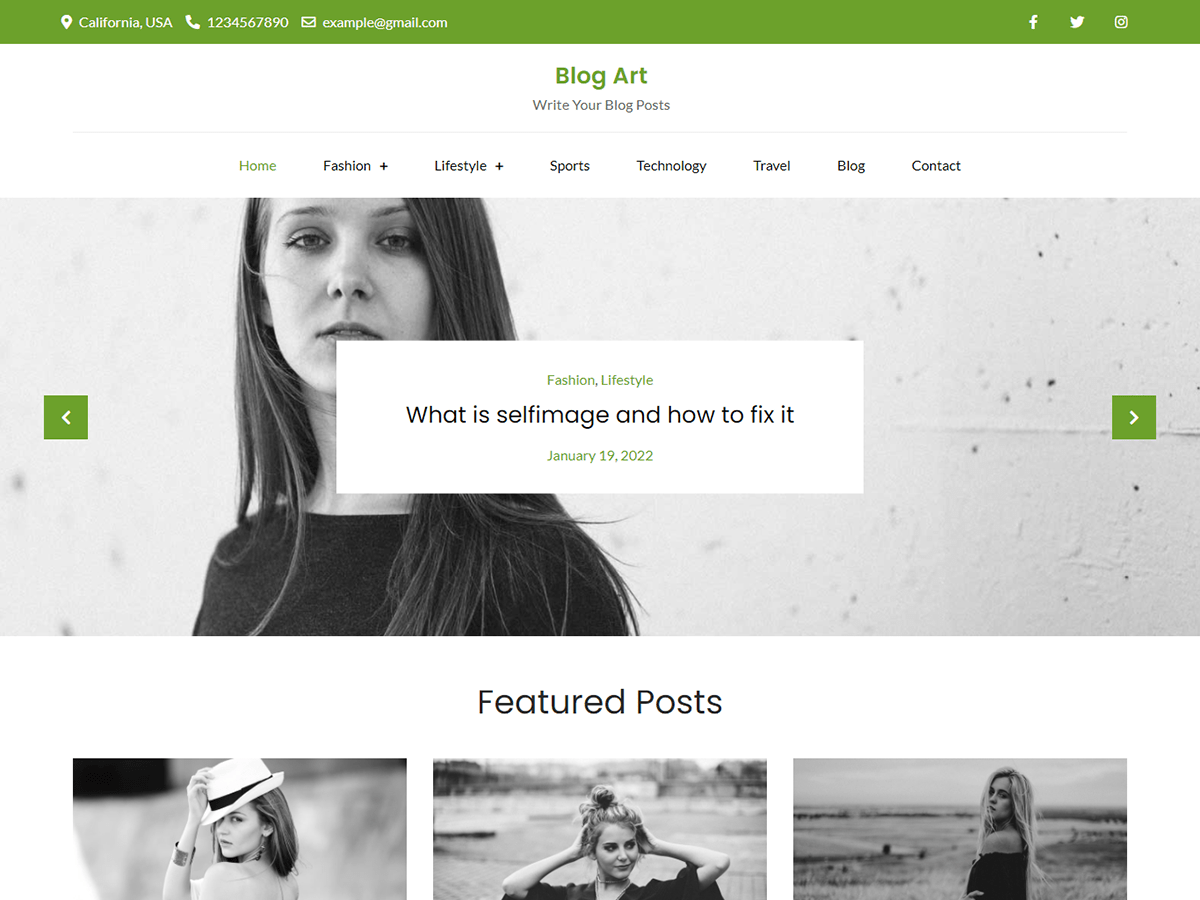 California, USA 1234567890 example@gmail.com
Blog Art
Write Your Blog Posts
Home Fashion + Lifestyle + Sports Technology Travel Blog Contact
Fashion, Lifestyle
What is selfimage and how to fix it
January 19, 2022
Featured Posts